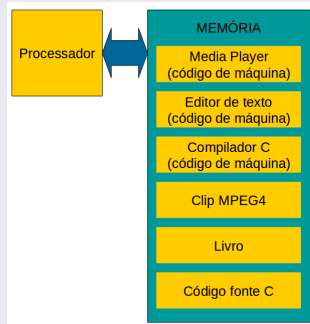 Processador
MEMÓRIA
Media Player
(código de máquina)
Editor de texto
(código de máquina)
Compilador C
(código de máquina)
Clip MPEG4
Livro
Código fonte C